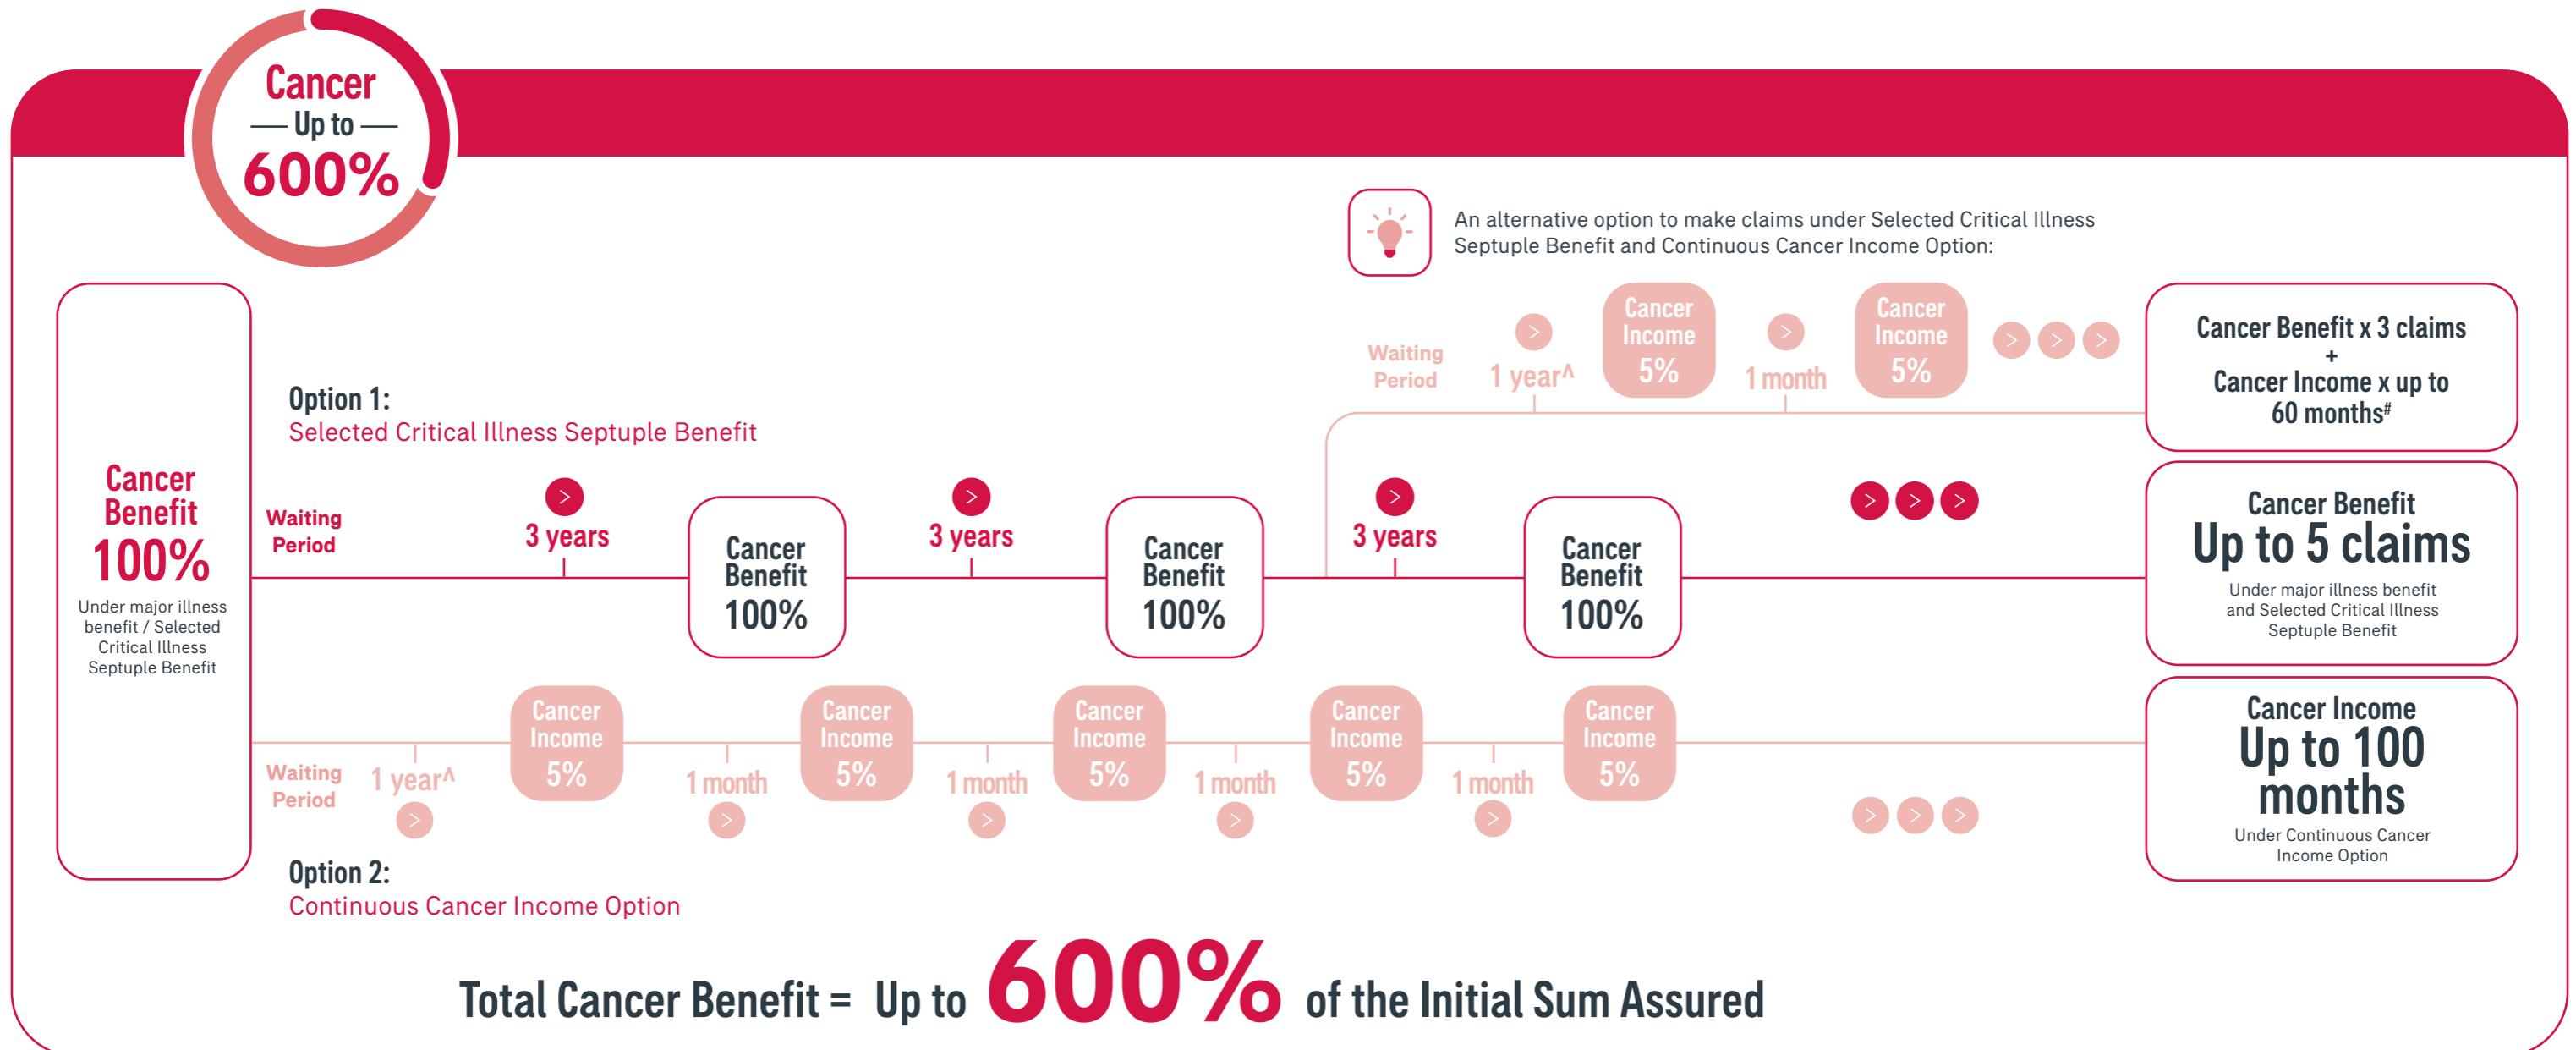 Cancer
Up to
600%
An alternative option to make claims under Selected Critical Illness
Septuple Benefit and Continuous Cancer Income Option:
Waiting
Period
1 year^
Cancer
Income
5%
1 month
Cancer
Income
5%
Cancer Benefit x 3 claims
+
Cancer Income x up to
60 months#
Option 1:
Selected Critical Illness Septuple Benefit
Cancer
Benefit
100%
Under major illness
benefit / Selected
Critical Illness
Septuple Benefit
Waiting
Period
3 years
Cancer
Benefit
100%
3 years
Cancer
Benefit
100%
3 years
Cancer
Benefit
100%
Cancer Benefit
Up to 5 claims
Under major illness benefit
and Selected Critical Illness
Septuple Benefit
Waiting
Period
1 year^
Cancer
Income
5%
1 month
Cancer
Income
5%
1 month
Cancer
Income
5%
1 month
Cancer
Income
5%
1 month
Cancer
Income
5%
Cancer Income
Up to 100
months
Under Continuous Cancer
Income Option
Option 2:
Continuous Cancer Income Option
Total Cancer Benefit = Up to 600% of the Initial Sum Assured